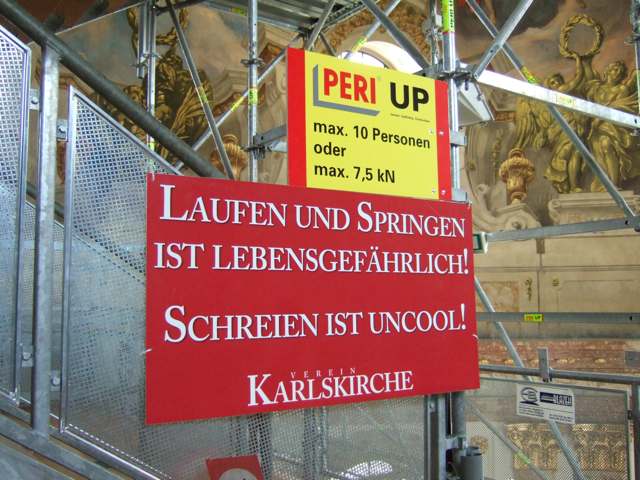 PERI UP
max. 10 Personen
oder
max. 7,5 kN
LAUFEN UND SPRINGEN
IST LEBENSGEFÄHRLICH!
SCHREIEN IST UNCOOL!
VEREIN
KARLSKIRCHE